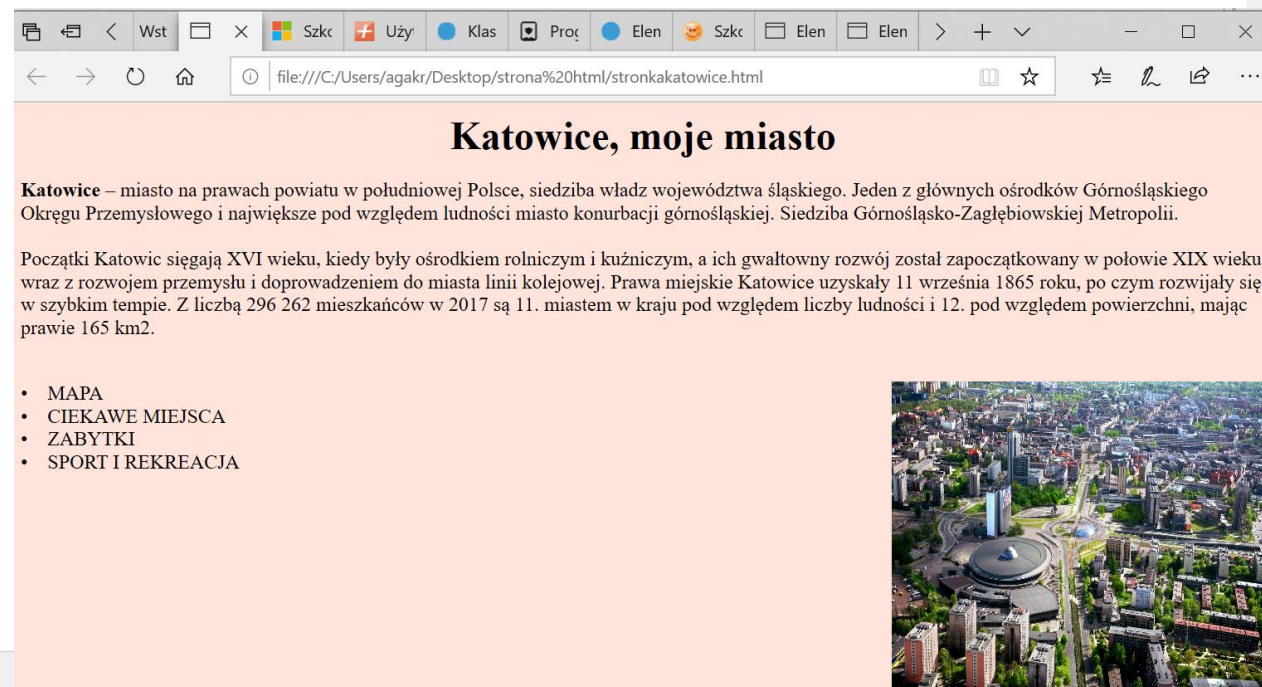 Wst Szkc Uży Klas Prog Elen Szkc Elen Elen
file:///C:/Users/agakr/Desktop/strona%20html/stronkakatowice.html
Katowice, moje miasto
Katowice – miasto na prawach powiatu w południowej Polsce, siedziba władz województwa śląskiego. Jeden z głównych ośrodków Górnośląskiego
Okręgu Przemysłowego i największe pod względem ludności miasto konurbacji górnośląskiej. Siedziba Górnośląsko-Zagłębiowskiej Metropolii.
Początki Katowic sięgają XVI wieku, kiedy były ośrodkiem rolniczym i kuźniczym, a ich gwałtowny rozwój został zapoczątkowany w połowie XIX wieku
wraz z rozwojem przemysłu i doprowadzeniem do miasta linii kolejowej. Prawa miejskie Katowice uzyskały 11 września 1865 roku, po czym rozwijały się
w szybkim tempie. Z liczbą 296 262 mieszkańców w 2017 są 11. miastem w kraju pod względem liczby ludności i 12. pod względem powierzchni, mając
prawie 165 km2.
• MAPA
• CIEKAWE MIEJSCA
• ZABYTKI
• SPORT I REKREACJA